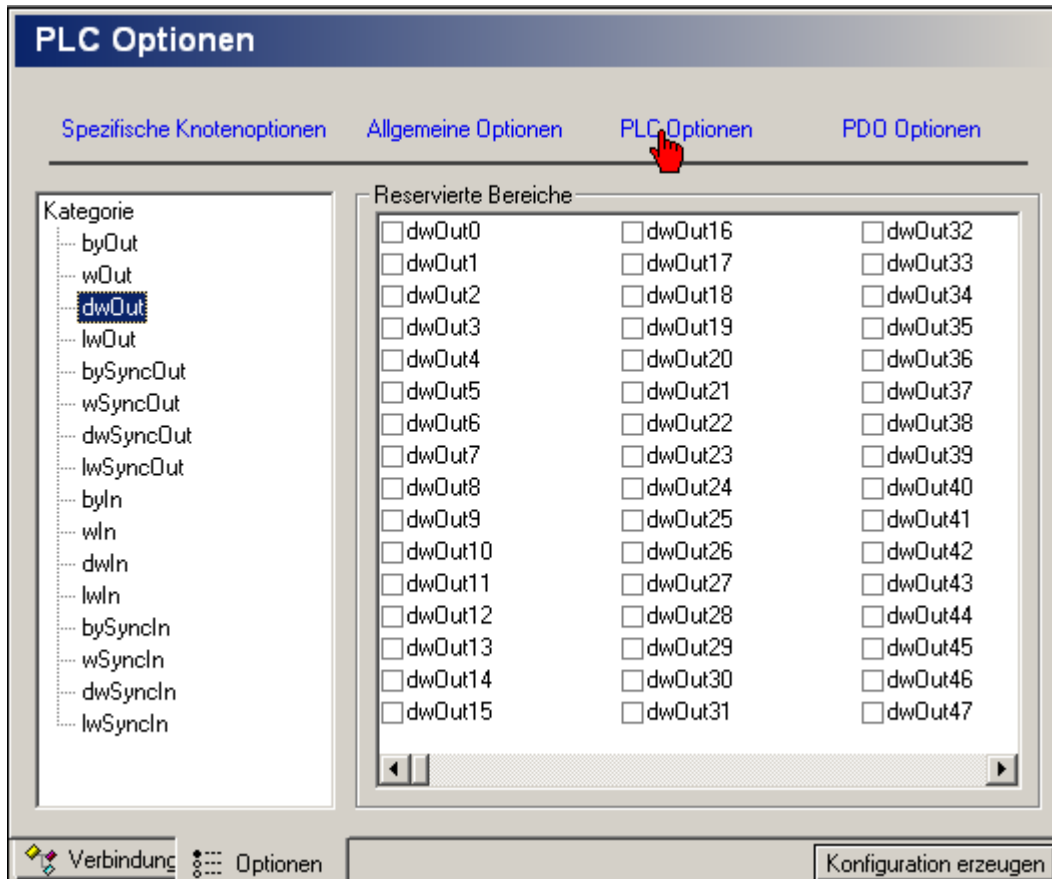 PLC Optionen
Spezifische Knotenoptionen Allgemeine Optionen PLC Optionen PDO Optionen
Kategorie
byOut
wOut
dwOut
lwOut
bySyncOut
wSyncOut
dwSyncOut
lwSyncOut
byIn
wIn
dwIn
lwIn
bySyncIn
wSyncIn
dwSyncIn
lwSyncIn
Reservierte Bereiche
dwOut0 dwOut16 dwOut32
dwOut1 dwOut17 dwOut33
dwOut2 dwOut18 dwOut34
dwOut3 dwOut19 dwOut35
dwOut4 dwOut20 dwOut36
dwOut5 dwOut21 dwOut37
dwOut6 dwOut22 dwOut38
dwOut7 dwOut23 dwOut39
dwOut8 dwOut24 dwOut40
dwOut9 dwOut25 dwOut41
dwOut10 dwOut26 dwOut42
dwOut11 dwOut27 dwOut43
dwOut12 dwOut28 dwOut44
dwOut13 dwOut29 dwOut45
dwOut14 dwOut30 dwOut46
dwOut15 dwOut31 dwOut47
Verbindung Optionen Konfiguration erzeugen